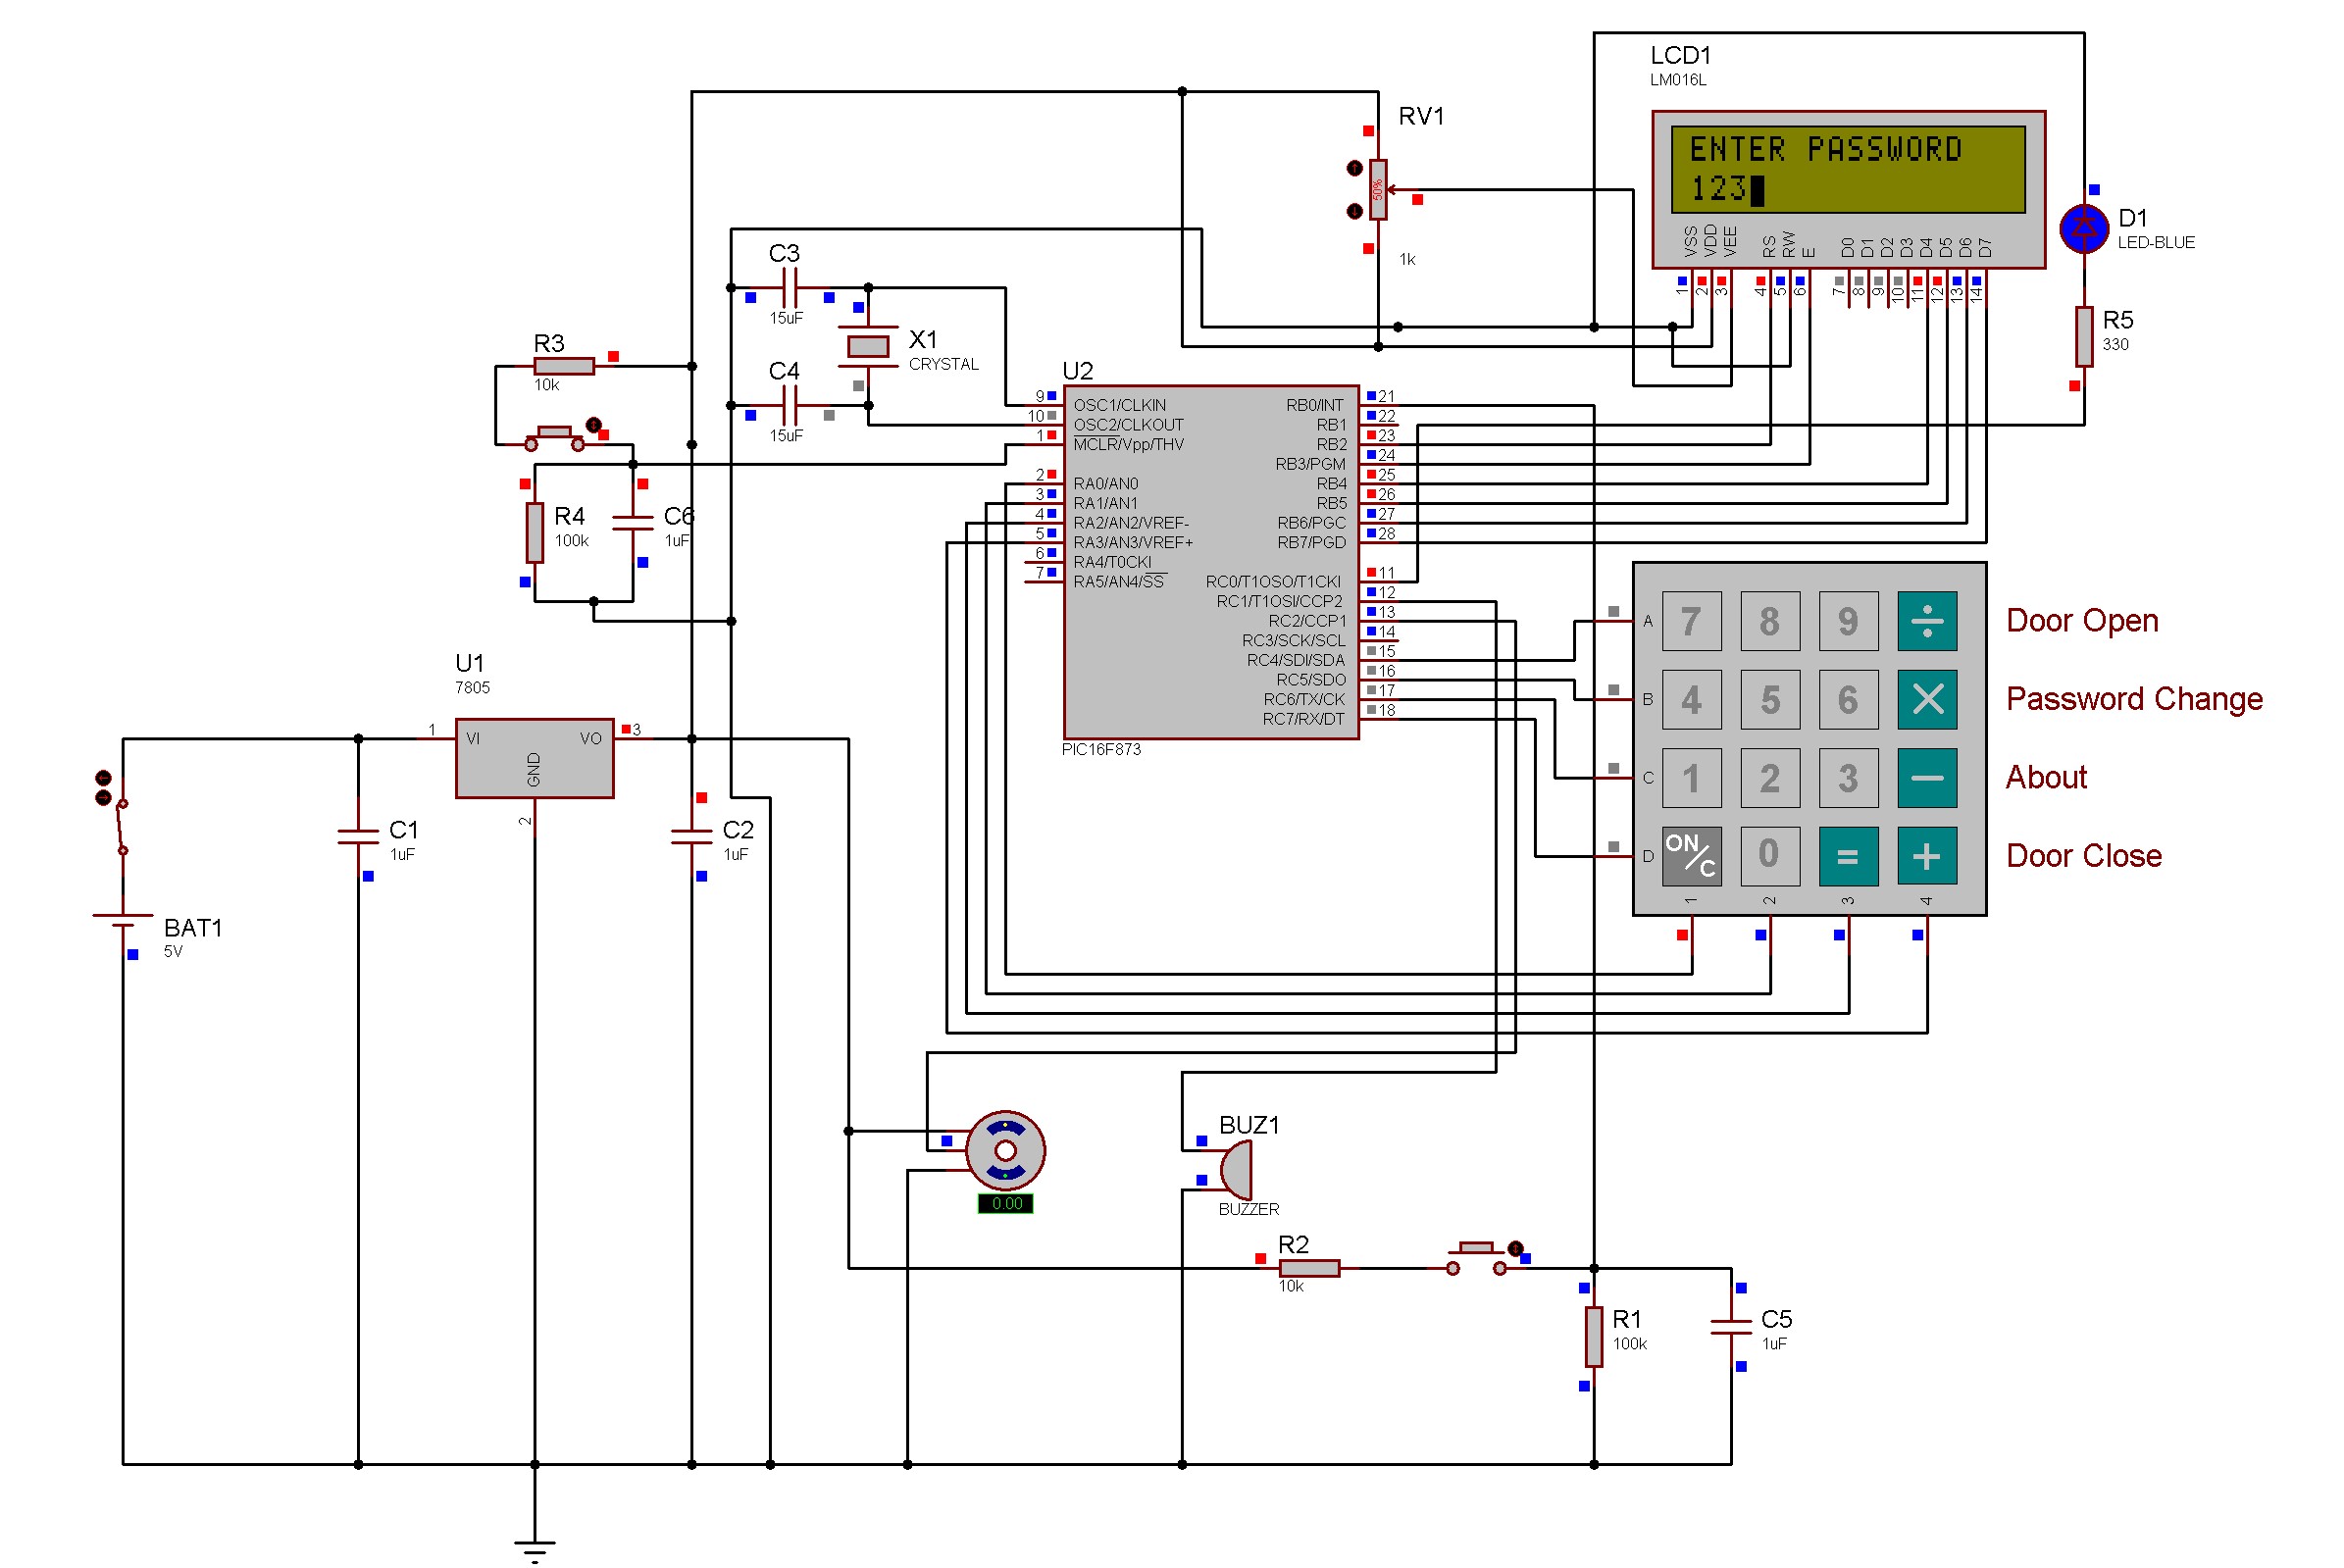 LCD1
LM016L
ENTER PASSWORD
123
VSS
VDD
VEE
RS
RW
E
D0
D1
D2
D3
D4
D5
D6
D7
1
2
3
4
5
6
7
8
9
10
11
12
13
14
D1
LED-BLUE
R5
330
RV1
50%
1k
C3
15uF
C4
15uF
X1
CRYSTAL
R3
10k
R4
100k
C6
1uF
U2
9 OSC1/CLKIN
10 OSC2/CLKOUT
1 MCLR/Vpp/THV
2 RA0/AN0
3 RA1/AN1
4 RA2/AN2/VREF-
5 RA3/AN3/VREF+
6 RA4/T0CKI
7 RA5/AN4/SS
RB0/INT 21
RB1 22
RB2 23
RB3/PGM 24
RB4 25
RB5 26
RB6/PGC 27
RB7/PGD 28
RC0/T1OSO/T1CKI 11
RC1/T1OSI/CCP2 12
RC2/CCP1 13
RC3/SCK/SCL 14
RC4/SDI/SDA 15
RC5/SDO 16
RC6/TX/CK 17
RC7/RX/DT 18
PIC16F873
U1
7805
1 VI VO 3
GND
2
C1
1uF
C2
1uF
BAT1
5V
A 7 8 9 ÷ Door Open
B 4 5 6 × Password Change
C 1 2 3 − About
D ON/C 0 = + Door Close
1 2 3 4
0.00
BUZ1
BUZZER
R2
10k
R1
100k
C5
1uF